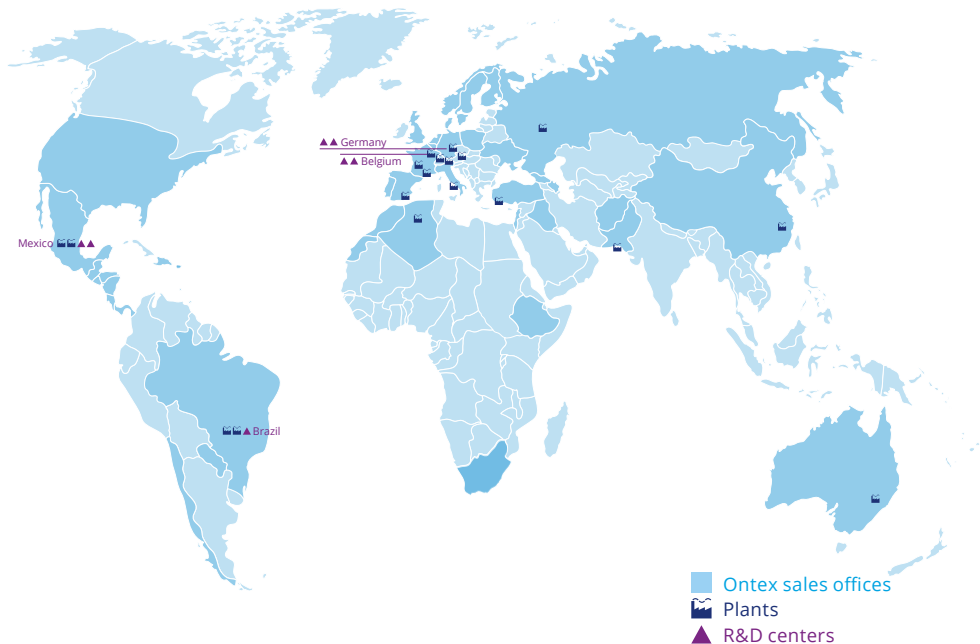 Germany
Belgium
Mexico
Brazil
Ontex sales offices
Plants
R&D centers